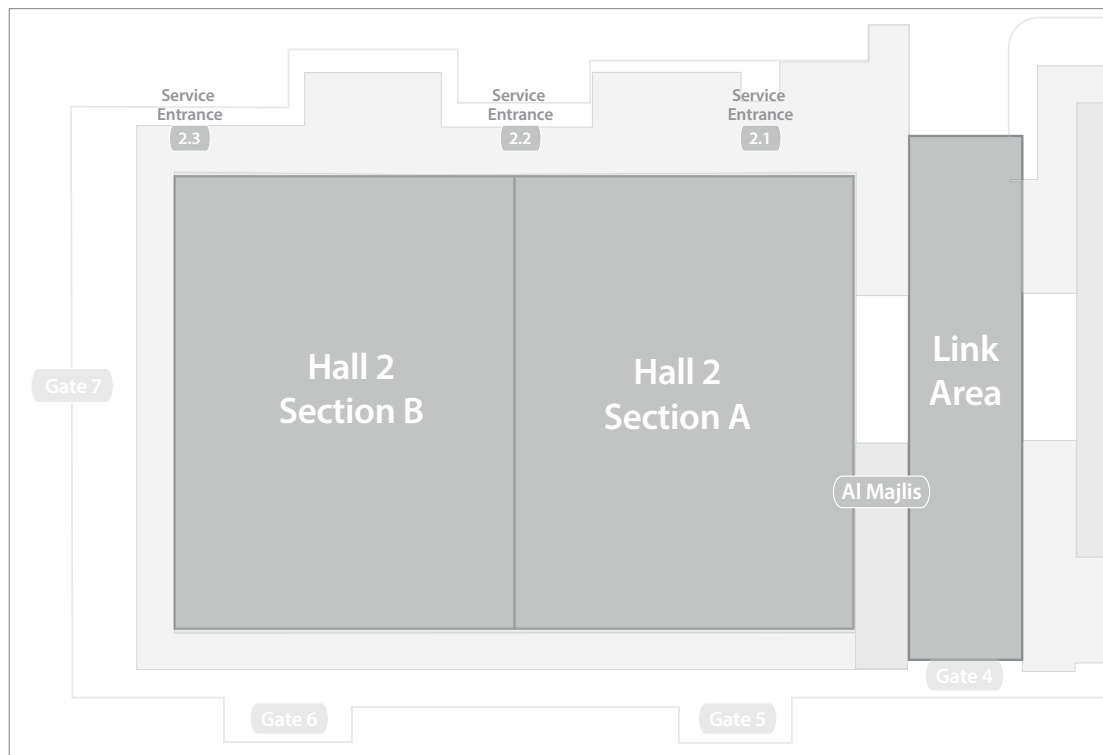 Service
Entrance
2.3
Service
Entrance
2.2
Service
Entrance
2.1
Hall 2
Section B
Hall 2
Section A
Link
Area
Gate 7
Al Majlis
Gate 4
Gate 6
Gate 5